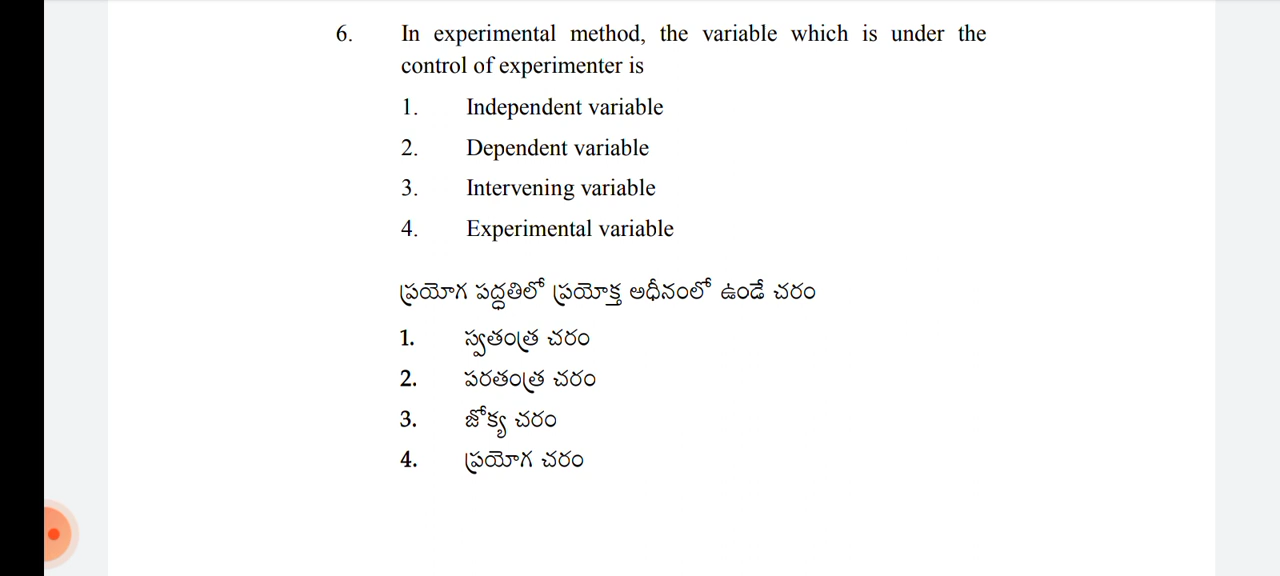 6. In experimental method, the variable which is under the
control of experimenter is
1. Independent variable
2. Dependent variable
3. Intervening variable
4. Experimental variable
ప్రయోగ పద్ధతిలో ప్రయోక్త అధీనంలో ఉండే చరం
1. స్వతంత్ర చరం
2. పరతంత్ర చరం
3. జోక్య చరం
4. ప్రయోగ చరం